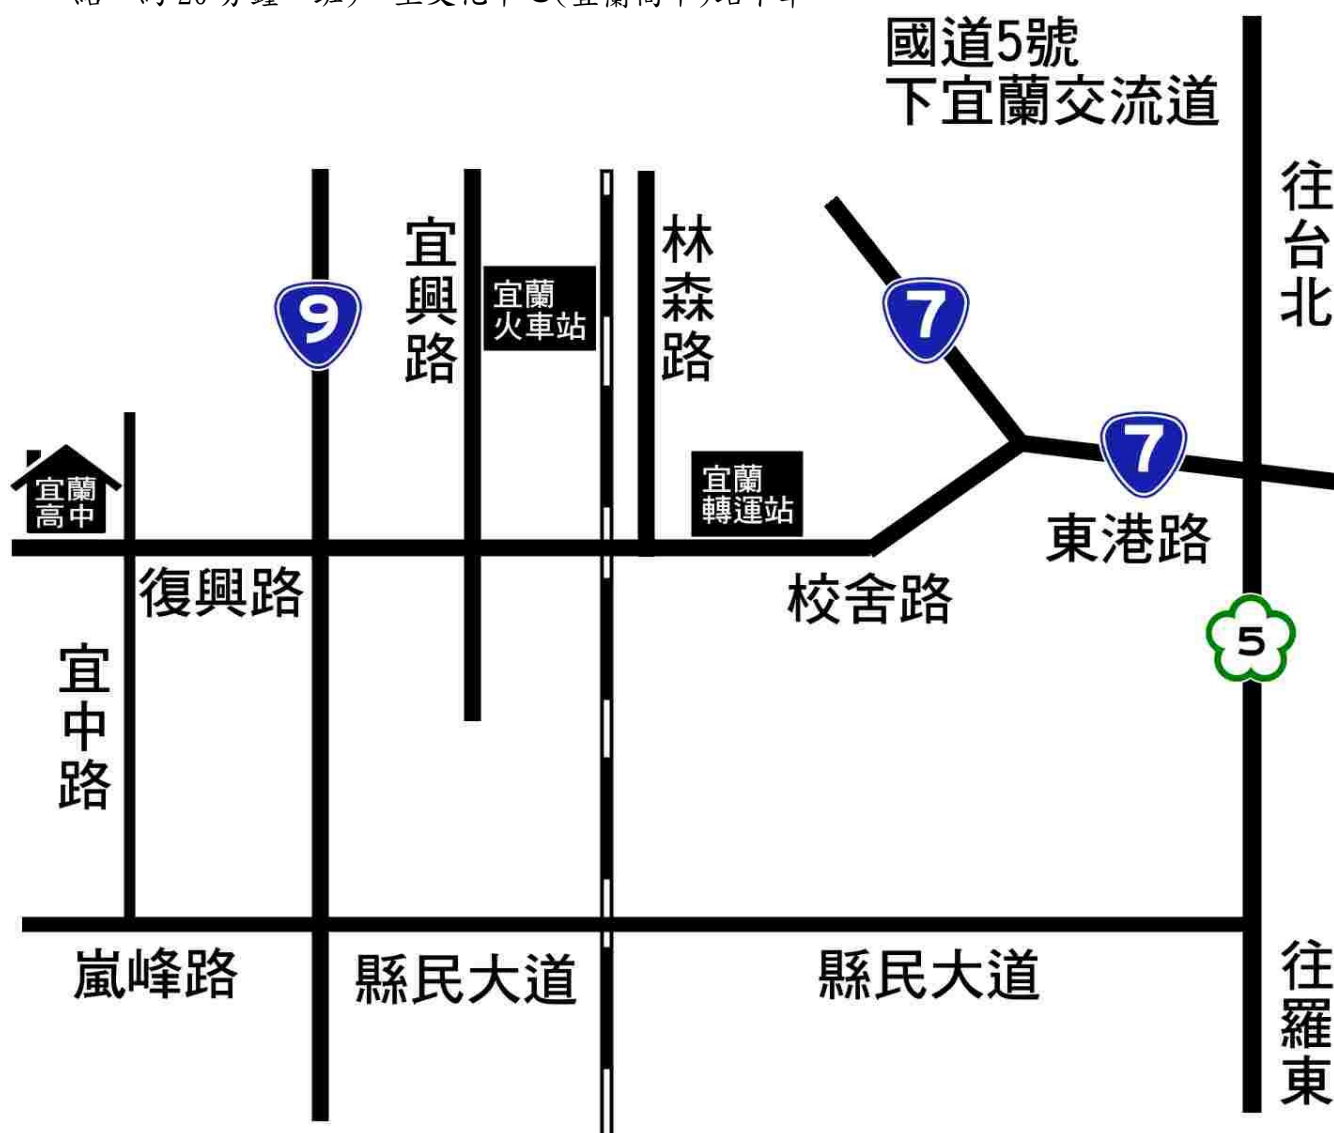 國道5號
下宜蘭交流道
往台北
宜興路
林森路
宜蘭
火車站
9
7
7
宜蘭
高中
宜蘭
轉運站
東港路
復興路
校舍路
5
宜中路
嵐峰路
縣民大道
縣民大道
往羅東